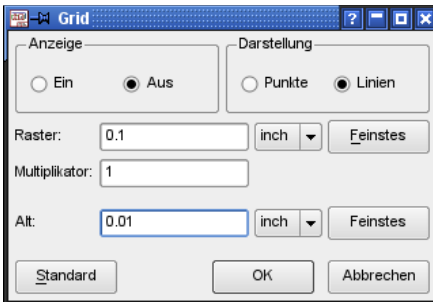 Grid ?
Anzeige Darstellung
Ein Aus Punkte Linien
Raster: 0.1 inch Feinstes
Multiplikator: 1
Alt: 0.01 inch Feinstes
Standard OK Abbrechen